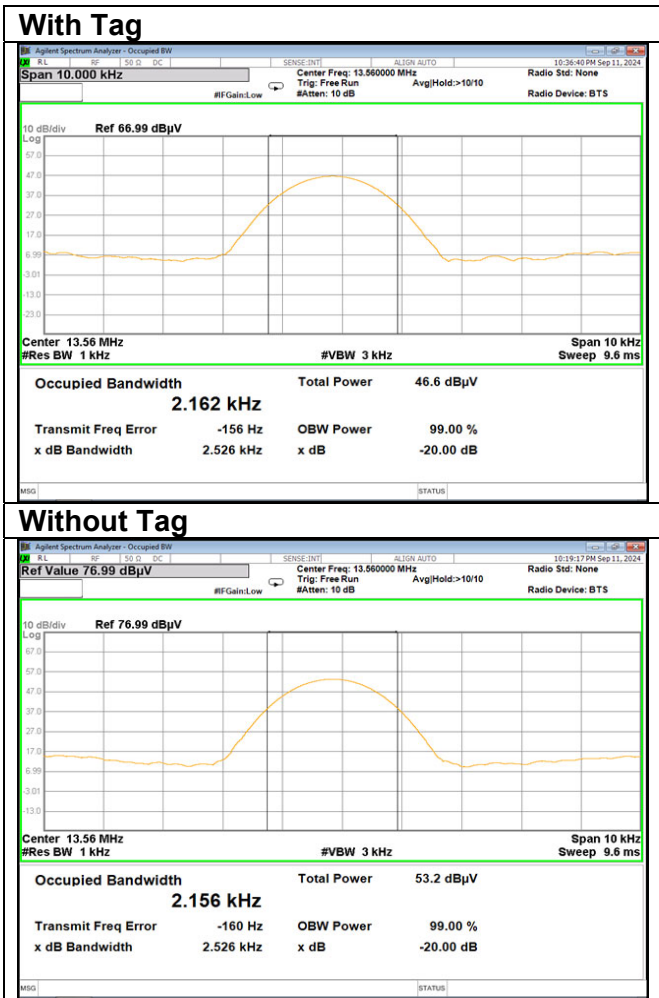 With Tag
Agilent Spectrum Analyzer - Occupied BW
RL RF 50 Ω DC SENSE:INT ALIGN AUTO 10:36:40 PM Sep 11, 2024
Span 10.000 kHz Center Freq: 13.560000 MHz Radio Std: None
Trig: Free Run Avg|Hold:>10/10
#IFGain:Low #Atten: 10 dB Radio Device: BTS
10 dB/div Ref 66.99 dBµV
Log
57.0
47.0
37.0
27.0
17.0
6.99
-3.01
-13.0
-23.0
Center 13.56 MHz Span 10 kHz
#Res BW 1 kHz #VBW 3 kHz Sweep 9.6 ms
Occupied Bandwidth Total Power 46.6 dBµV
2.162 kHz
Transmit Freq Error -156 Hz OBW Power 99.00 %
x dB Bandwidth 2.526 kHz x dB -20.00 dB
MSG STATUS
Without Tag
Agilent Spectrum Analyzer - Occupied BW
RL RF 50 Ω DC SENSE:INT ALIGN AUTO 10:19:17 PM Sep 11, 2024
Ref Value 76.99 dBµV Center Freq: 13.560000 MHz Radio Std: None
Trig: Free Run Avg|Hold:>10/10
#IFGain:Low #Atten: 10 dB Radio Device: BTS
10 dB/div Ref 76.99 dBµV
Log
67.0
57.0
47.0
37.0
27.0
17.0
6.99
-3.01
-13.0
Center 13.56 MHz Span 10 kHz
#Res BW 1 kHz #VBW 3 kHz Sweep 9.6 ms
Occupied Bandwidth Total Power 53.2 dBµV
2.156 kHz
Transmit Freq Error -160 Hz OBW Power 99.00 %
x dB Bandwidth 2.526 kHz x dB -20.00 dB
MSG STATUS